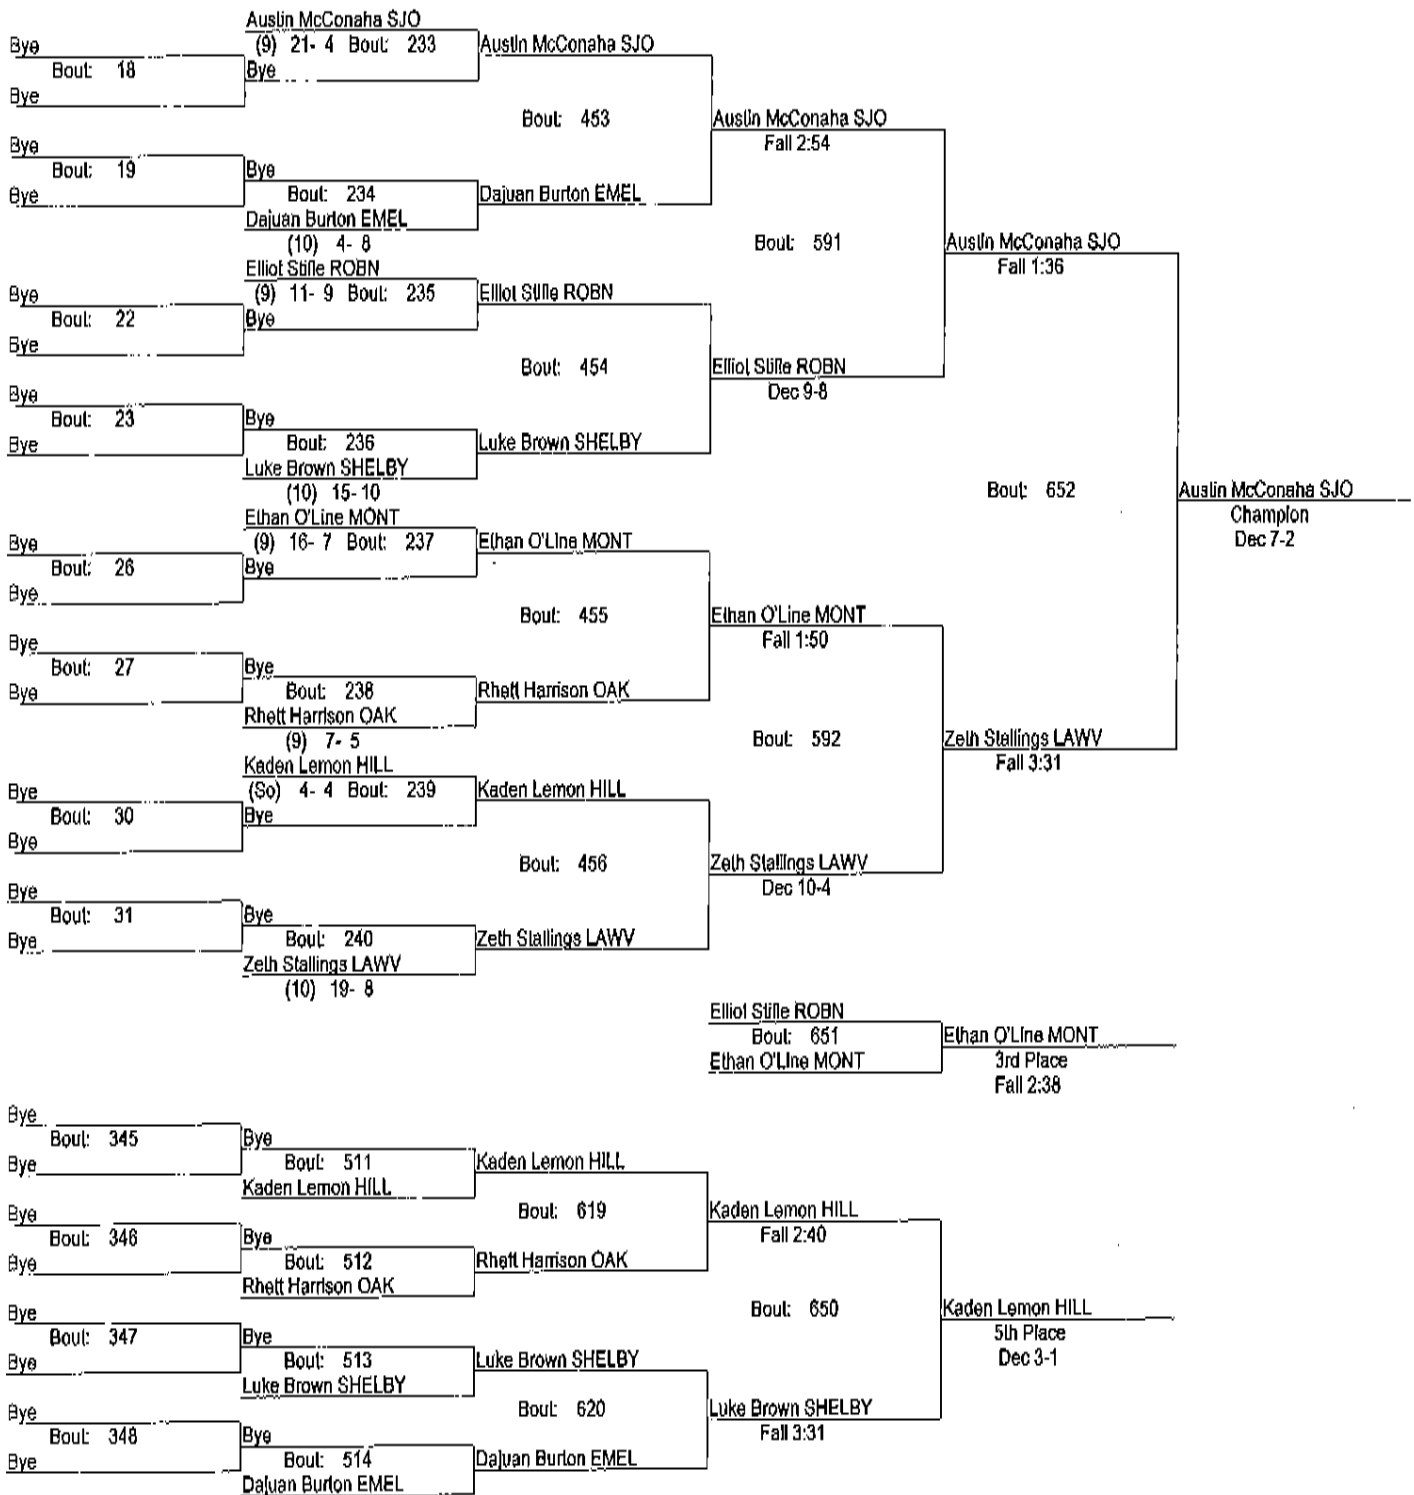 Austin McConaha SJO
Bye
(9) 21- 4 Bout: 233
Austin McConaha SJO
Bout: 18
Bye
Bye
Bout: 453
Austin McConaha SJO
Fall 2:54
Bye
Bout: 19
Bye
Bye
Bout: 234
Dajuan Burton EMEL
Dajuan Burton EMEL
(10) 4- 8
Bout: 591
Austin McConaha SJO
Fall 1:36
Elliot Stifle ROBN
Bye
(9) 11- 9 Bout: 235
Elliot Stifle ROBN
Bout: 22
Bye
Bye
Bout: 454
Elliot Stifle ROBN
Dec 9-8
Bye
Bout: 23
Bye
Bye
Bout: 236
Luke Brown SHELBY
Luke Brown SHELBY
(10) 15- 10
Bout: 652
Austin McConaha SJO
Champion
Dec 7-2
Ethan O'Line MONT
Bye
(9) 16- 7 Bout: 237
Ethan O'Line MONT
Bout: 26
Bye
Bye
Bout: 455
Ethan O'Line MONT
Fall 1:50
Bye
Bout: 27
Bye
Bye
Bout: 238
Rhett Harrison OAK
Rhett Harrison OAK
(9) 7- 5
Bout: 592
Zeth Stallings LAWV
Fall 3:31
Kaden Lemon HILL
Bye
(So) 4- 4 Bout: 239
Kaden Lemon HILL
Bout: 30
Bye
Bye
Bout: 456
Zeth Stallings LAWV
Dec 10-4
Bye
Bout: 31
Bye
Bye
Bout: 240
Zeth Stallings LAWV
Zeth Stallings LAWV
(10) 19- 8
Elliot Stifle ROBN
Bout: 651
Ethan O'Line MONT
Ethan O'Line MONT
3rd Place
Fall 2:38
Bye
Bout: 345
Bye
Bye
Bout: 511
Kaden Lemon HILL
Kaden Lemon HILL
Bout: 619
Kaden Lemon HILL
Fall 2:40
Bye
Bout: 346
Bye
Bye
Bout: 512
Rhett Harrison OAK
Rhett Harrison OAK
Bout: 650
Kaden Lemon HILL
5th Place
Dec 3-1
Bye
Bout: 347
Bye
Bye
Bout: 513
Luke Brown SHELBY
Luke Brown SHELBY
Bout: 620
Luke Brown SHELBY
Fall 3:31
Bye
Bout: 348
Bye
Bye
Bout: 514
Dajuan Burton EMEL
Dajuan Burton EMEL